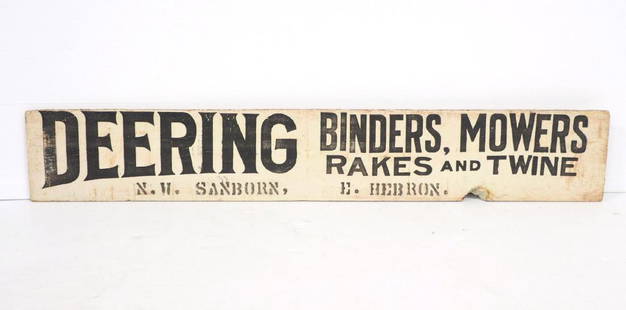 DEERING BINDERS, MOWERS
RAKES AND TWINE
N. W. SANBORN, E. HEBRON.